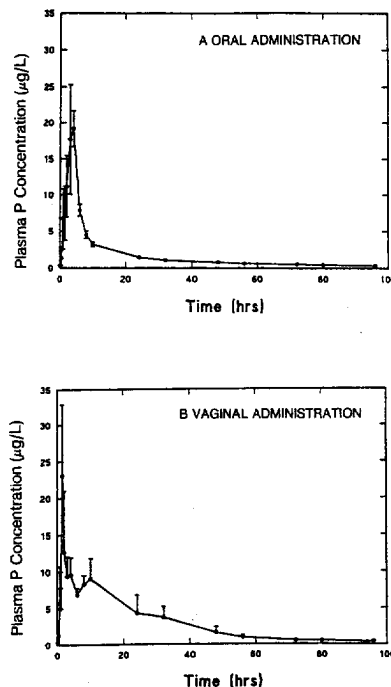 A ORAL ADMINISTRATION
Plasma P Concentration (µg/L)
35
30
25
20
15
10
5
0
0 20 40 60 80 100
Time (hrs)
B VAGINAL ADMINISTRATION
Plasma P Concentration (µg/L)
35
30
25
20
15
10
5
0
0 20 40 60 80 100
Time (hrs)